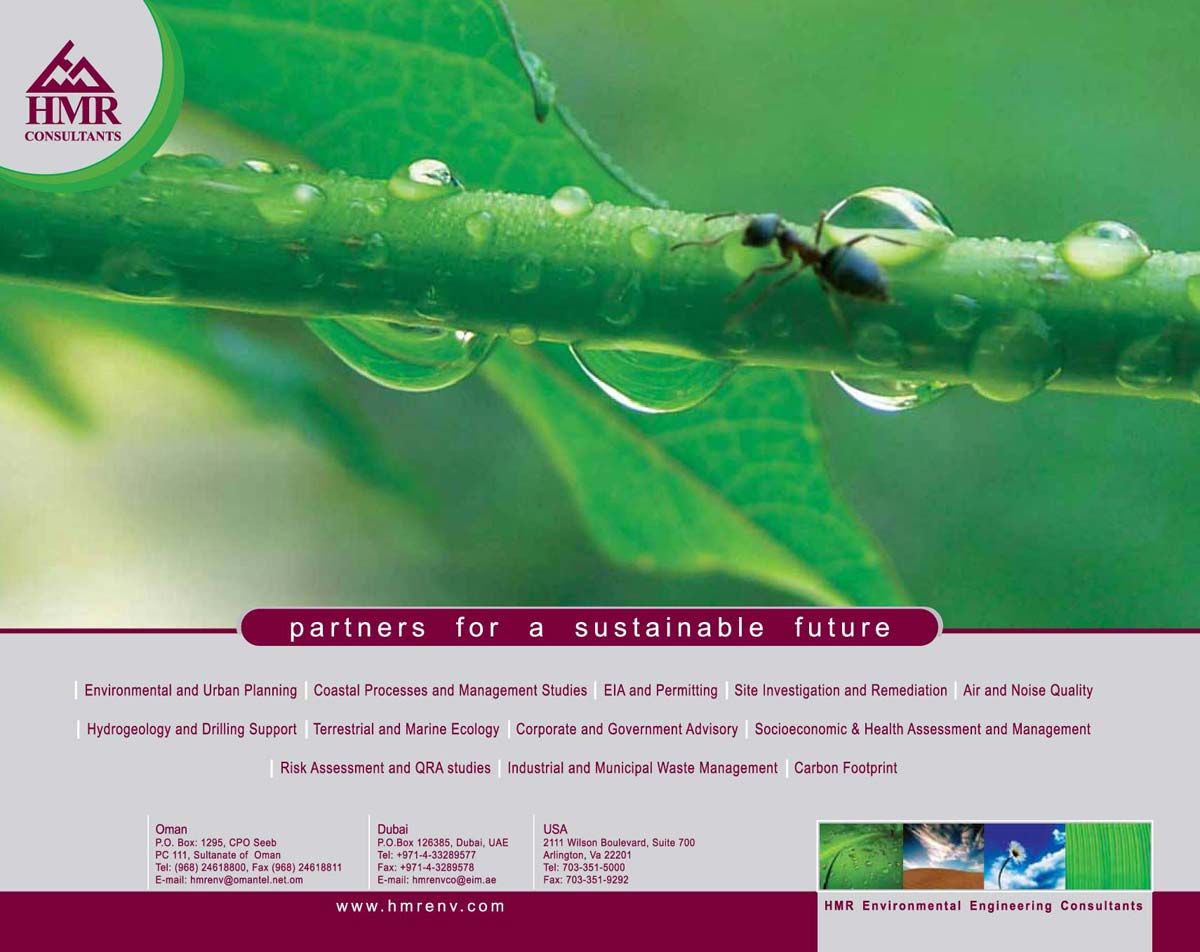 HMR
CONSULTANTS
partners for a sustainable future
Environmental and Urban Planning | Coastal Processes and Management Studies | EIA and Permitting | Site Investigation and Remediation | Air and Noise Quality
Hydrogeology and Drilling Support | Terrestrial and Marine Ecology | Corporate and Government Advisory | Socioeconomic & Health Assessment and Management
Risk Assessment and QRA studies | Industrial and Municipal Waste Management | Carbon Footprint
Oman
P.O. Box: 1295, CPO Seeb
PC 111, Sultanate of Oman
Tel: (968) 24618800, Fax (968) 24618811
E-mail: hmrenv@omantel.net.om
Dubai
P.O.Box 126385, Dubai, UAE
Tel: +971-4-33289577
Fax: +971-4-3289578
E-mail: hmrenvco@eim.ae
USA
2111 Wilson Boulevard, Suite 700
Arlington, Va 22201
Tel: 703-351-5000
Fax: 703-351-9292
HMR Environmental Engineering Consultants
www.hmrenv.com